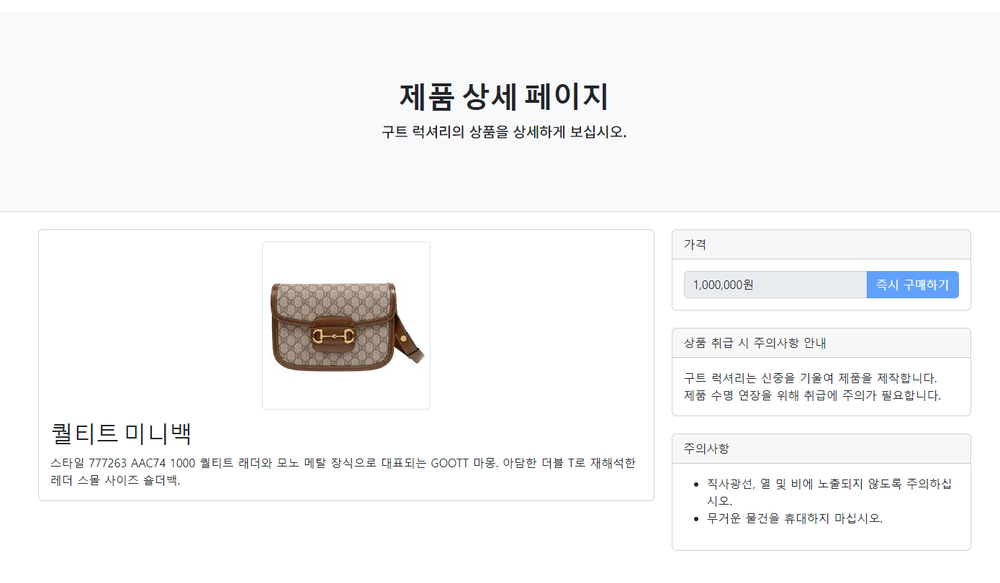 제품 상세 페이지
구트 럭셔리의 상품을 상세하게 보십시오.
퀄티트 미니백
스타일 777263 AAC74 1000 퀄티트 래더와 모노 메탈 장식으로 대표되는 GOOTT 마몽. 아담한 더블 T로 재해석한
레더 스몰 사이즈 숄더백.
가격
1,000,000원 즉시 구매하기
상품 취급 시 주의사항 안내
구트 럭셔리는 신중을 기울여 제품을 제작합니다.
제품 수명 연장을 위해 취급에 주의가 필요합니다.
주의사항
• 직사광선, 열 및 비에 노출되지 않도록 주의하십
시오.
• 무거운 물건을 휴대하지 마십시오.